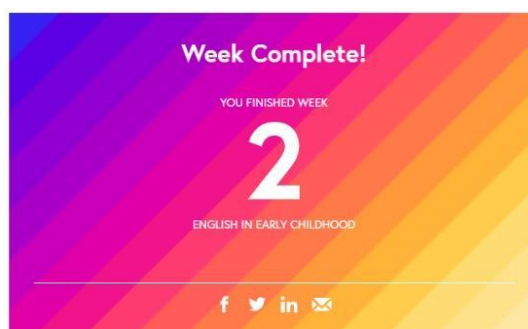 Week Complete!
YOU FINISHED WEEK
2
ENGLISH IN EARLY CHILDHOOD